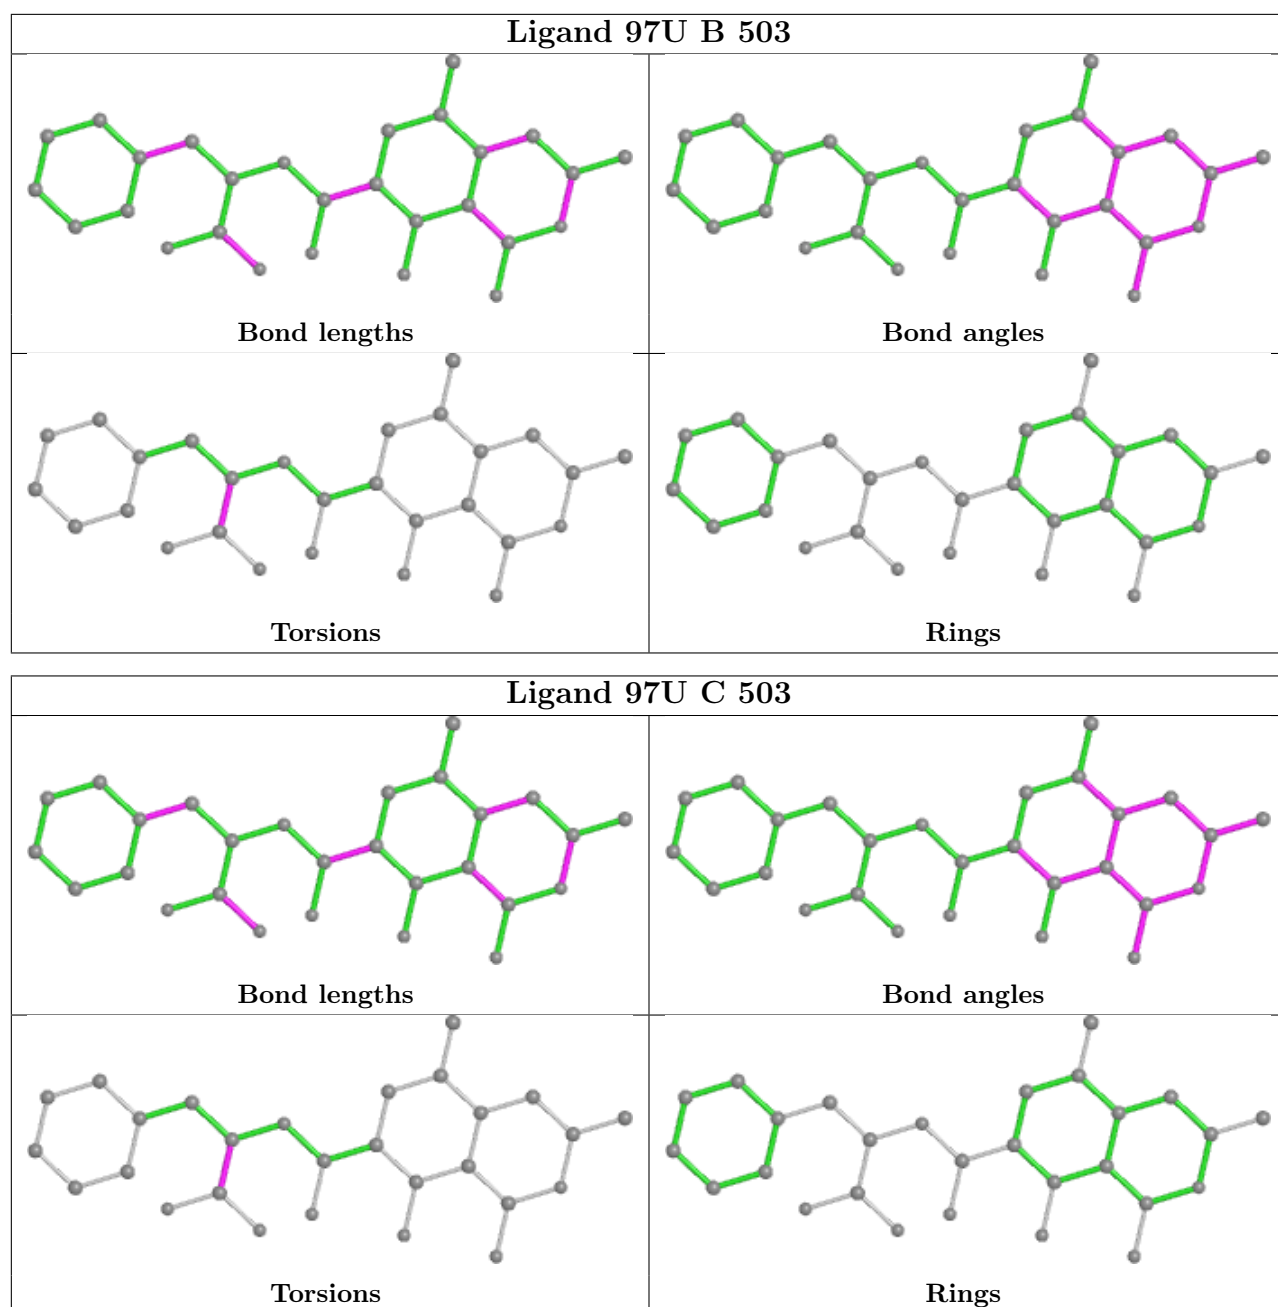 Ligand 97U B 503
Bond lengths
Bond angles
Torsions
Rings
Ligand 97U C 503
Bond lengths
Bond angles
Torsions
Rings